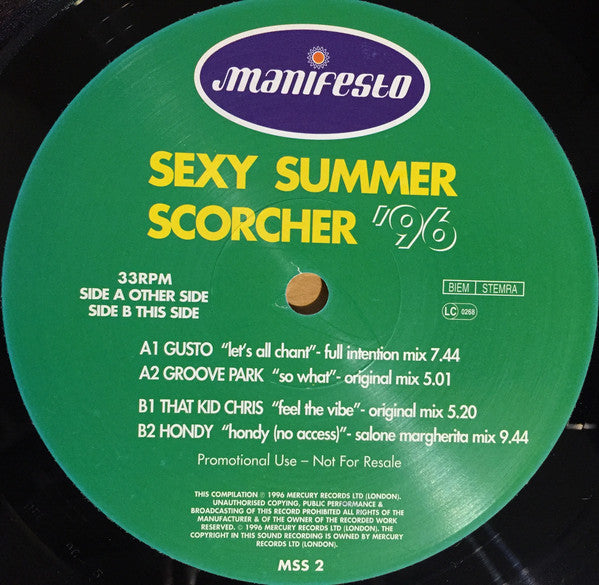 manifesto
SEXY SUMMER
SCORCHER '96
33RPM
SIDE A OTHER SIDE
SIDE B THIS SIDE
BIEM STEMRA
LC 0268
A1 GUSTO "let's all chant"- full intention mix 7.44
A2 GROOVE PARK "so what"- original mix 5.01
B1 THAT KID CHRIS "feel the vibe"- original mix 5.20
B2 HONDY "hondy (no access)"- salone margherita mix 9.44
Promotional Use – Not For Resale
THIS COMPILATION ℗ 1996 MERCURY RECORDS LTD (LONDON).
UNAUTHORISED COPYING, PUBLIC PERFORMANCE &
BROADCASTING OF THIS RECORD PROHIBITED ALL RIGHTS OF THE
MANUFACTURER & OF THE OWNER OF THE RECORDED WORK
RESERVED. © 1996 MERCURY RECORDS LTD (LONDON). THE
COPYRIGHT IN THIS SOUND RECORDING IS OWNED BY MERCURY
RECORDS LTD (LONDON).
MSS 2